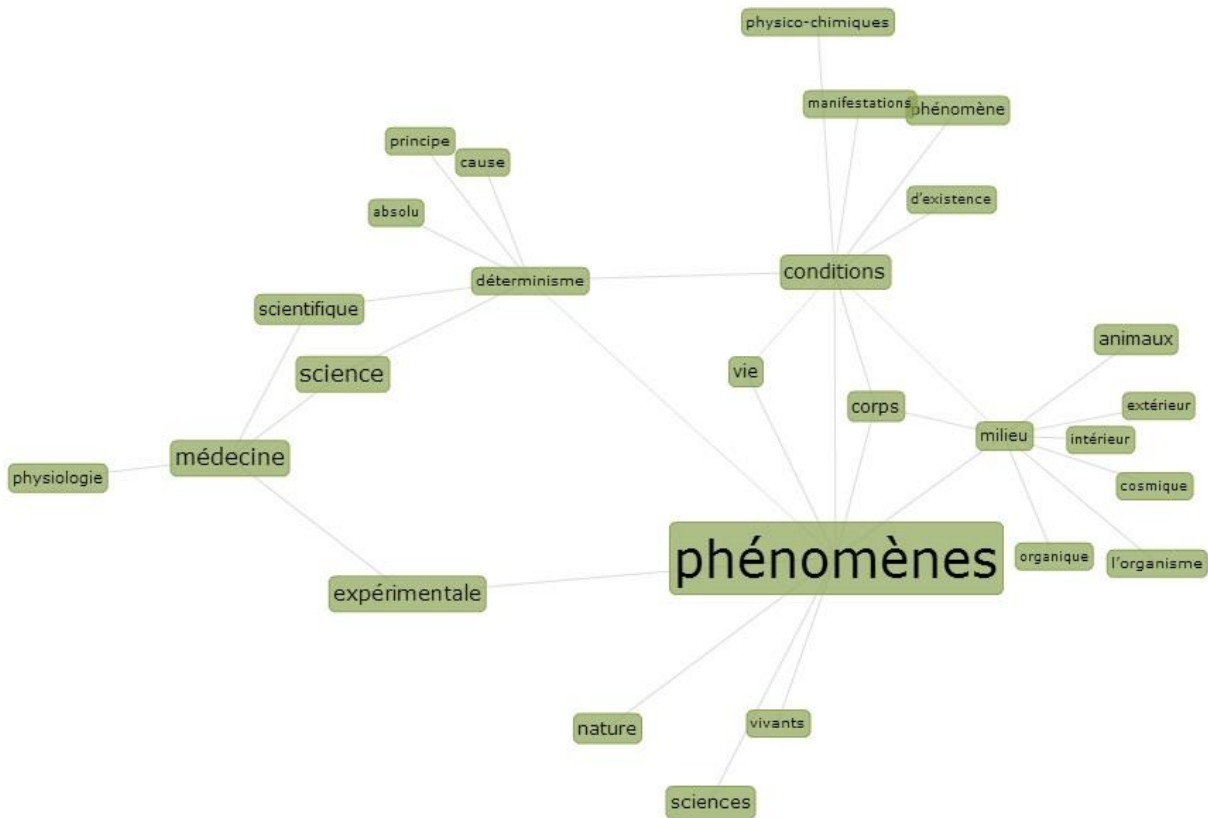 physico-chimiques
manifestations
phénomène
principe
cause
absolu
d'existence
conditions
déterminisme
scientifique
animaux
science
vie
corps
extérieur
milieu
intérieur
médecine
physiologie
cosmique
phénomènes
organique
l'organisme
expérimentale
nature
vivants
sciences